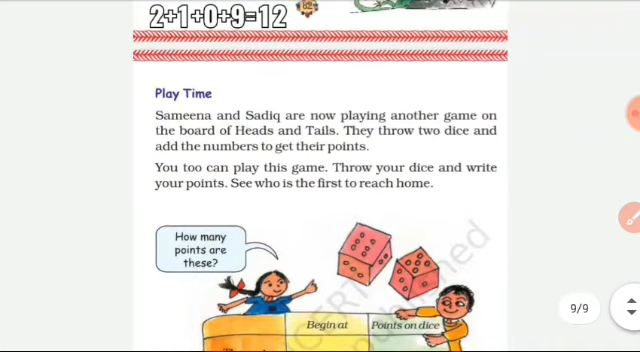 2+1+0+9=12
Play Time
Sameena and Sadiq are now playing another game on
the board of Heads and Tails. They throw two dice and
add the numbers to get their points.
You too can play this game. Throw your dice and write
your points. See who is the first to reach home.
How many
points are
these?
Begin at
Points on dice
9/9